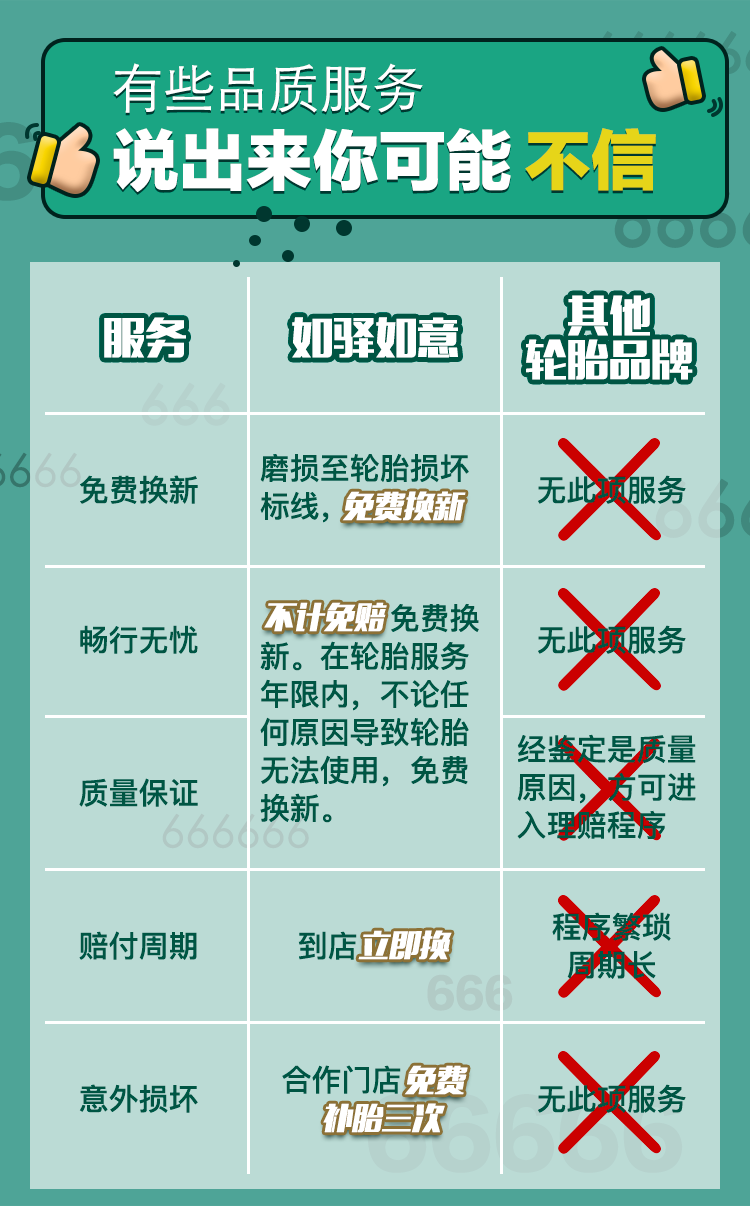 有些品质服务
说出来你可能不信
服务
如驿如意
其他
轮胎品牌
免费换新
磨损至轮胎损坏
标线，免费换新
无此项服务
畅行无忧
不计免赔免费换
新。在轮胎服务
年限内，不论任
何原因导致轮胎
无法使用，免费
换新。
无此项服务
质量保证
经鉴定是质量
原因，方可进
入理赔程序
赔付周期
到店立即换
程序繁琐
周期长
意外损坏
合作门店免费
补胎三次
无此项服务
66666
66666
666
66666
666
666666
666
66666